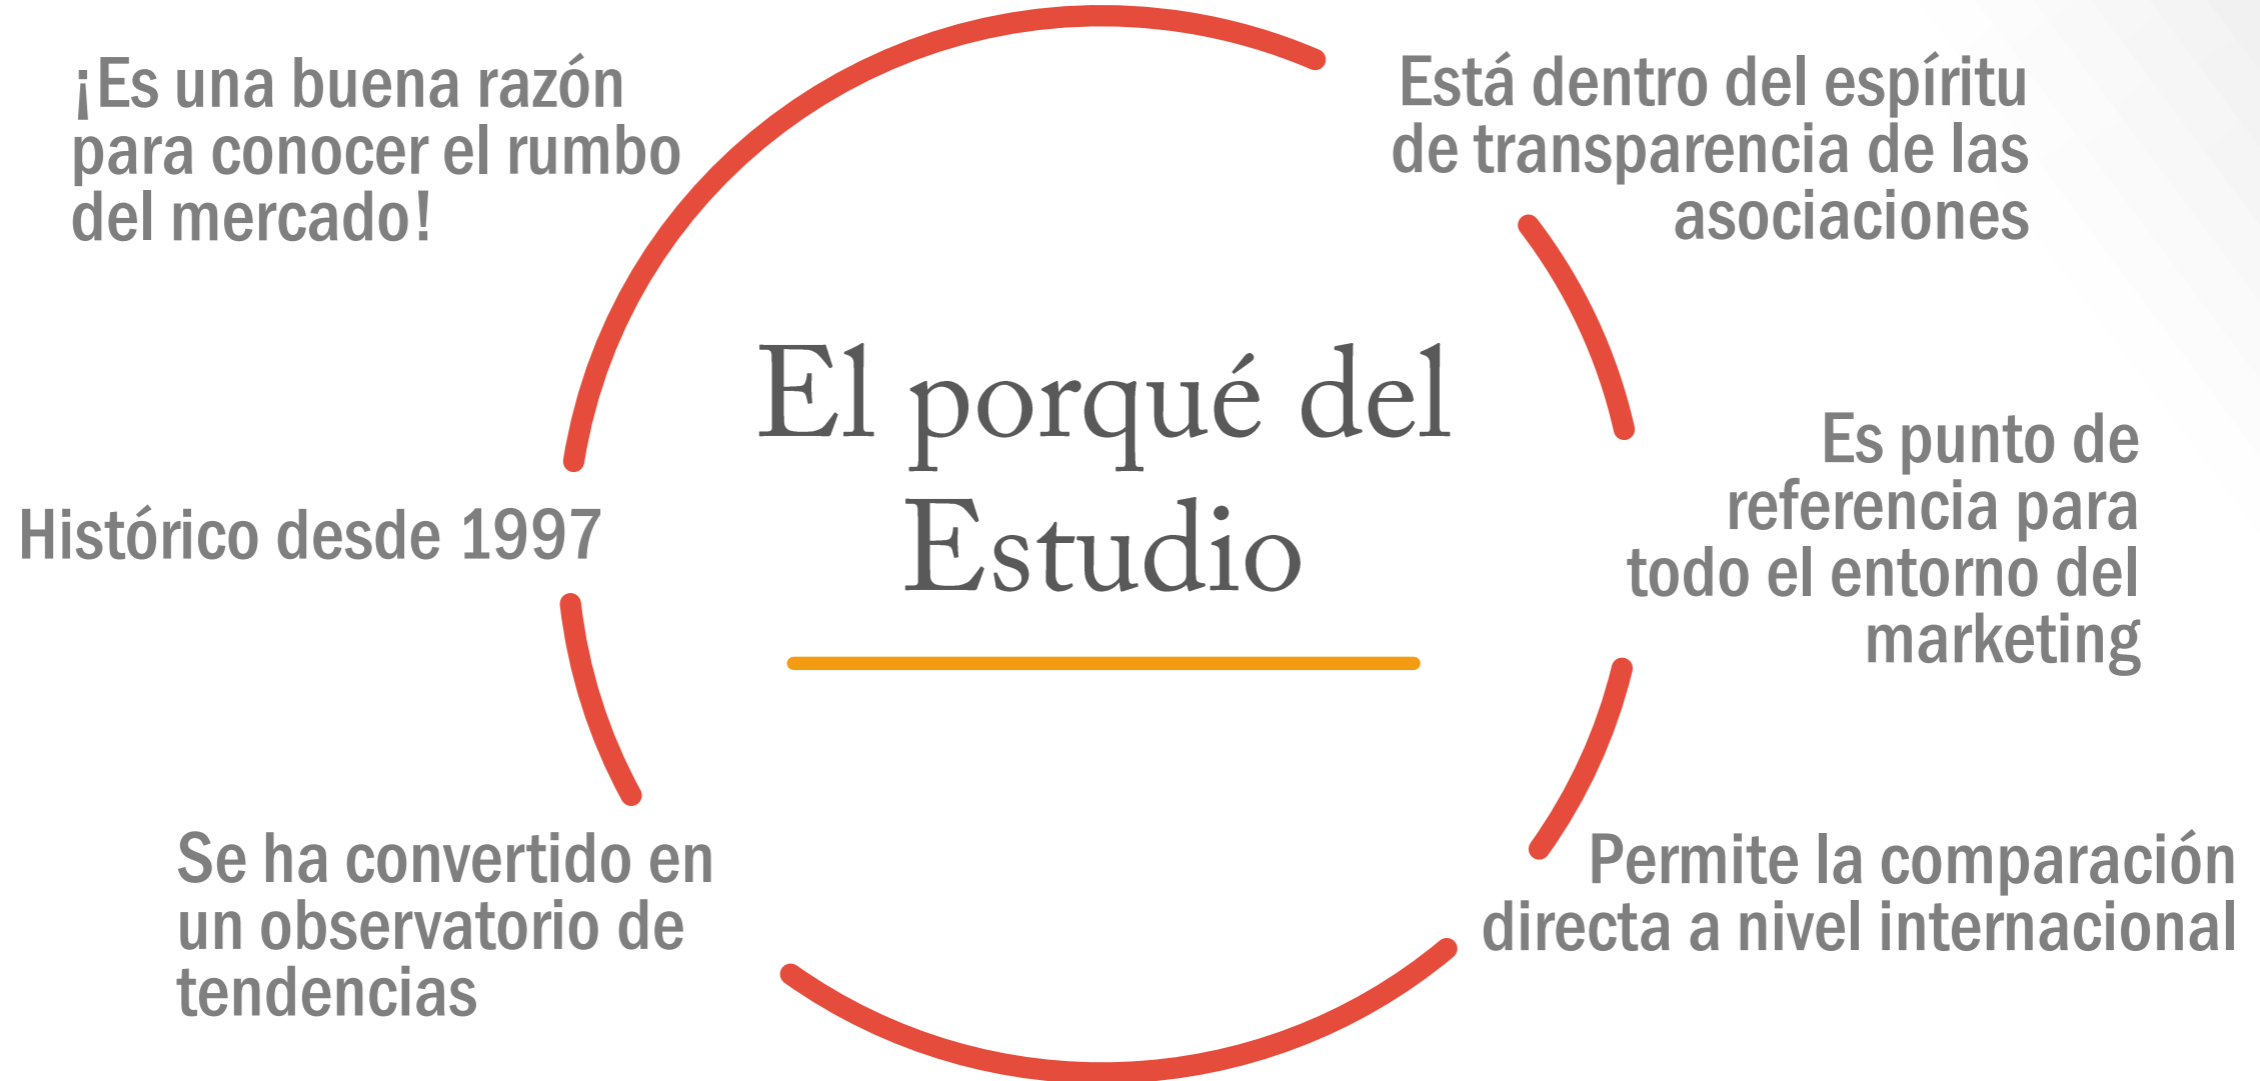 ¡Es una buena razón
para conocer el rumbo
del mercado!
Está dentro del espíritu
de transparencia de las
asociaciones
El porqué del
Estudio
Histórico desde 1997
Es punto de
referencia para
todo el entorno del
marketing
Se ha convertido en
un observatorio de
tendencias
Permite la comparación
directa a nivel internacional